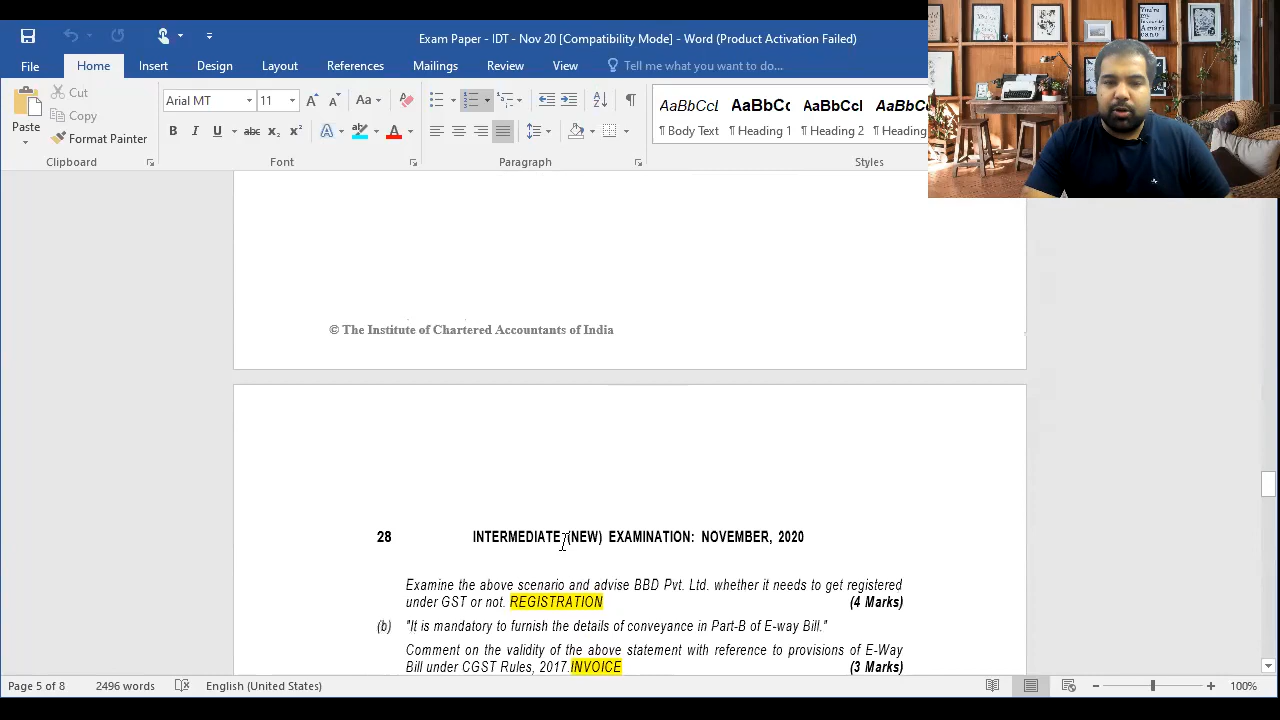 Exam Paper - IDT - Nov 20 [Compatibility Mode] - Word (Product Activation Failed)
File Home Insert Design Layout References Mailings Review View Tell me what you want to do...
Paste
Cut
Copy
Format Painter
Clipboard
Arial MT 11
Font
Paragraph
AaBbCcI AaBbCc AaBbCcI AaBbCc
¶ Body Text ¶ Heading 1 ¶ Heading 2 ¶ Heading
Styles
© The Institute of Chartered Accountants of India
28 INTERMEDIATE (NEW) EXAMINATION: NOVEMBER, 2020
Examine the above scenario and advise BBD Pvt. Ltd. whether it needs to get registered
under GST or not. REGISTRATION (4 Marks)
(b) "It is mandatory to furnish the details of conveyance in Part-B of E-way Bill."
Comment on the validity of the above statement with reference to provisions of E-Way
Bill under CGST Rules, 2017.INVOICE (3 Marks)
Page 5 of 8 2496 words English (United States) 100%